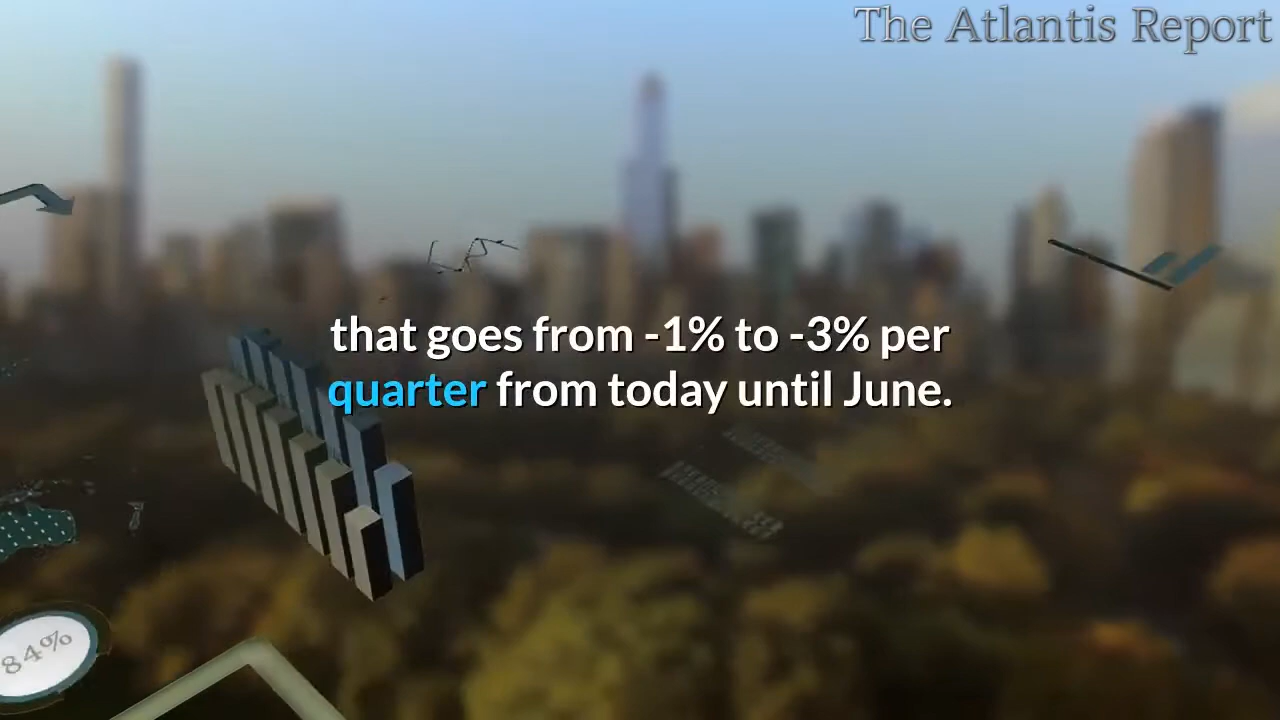 The Atlantis Report
that goes from -1% to -3% per
quarter from today until June.
84%